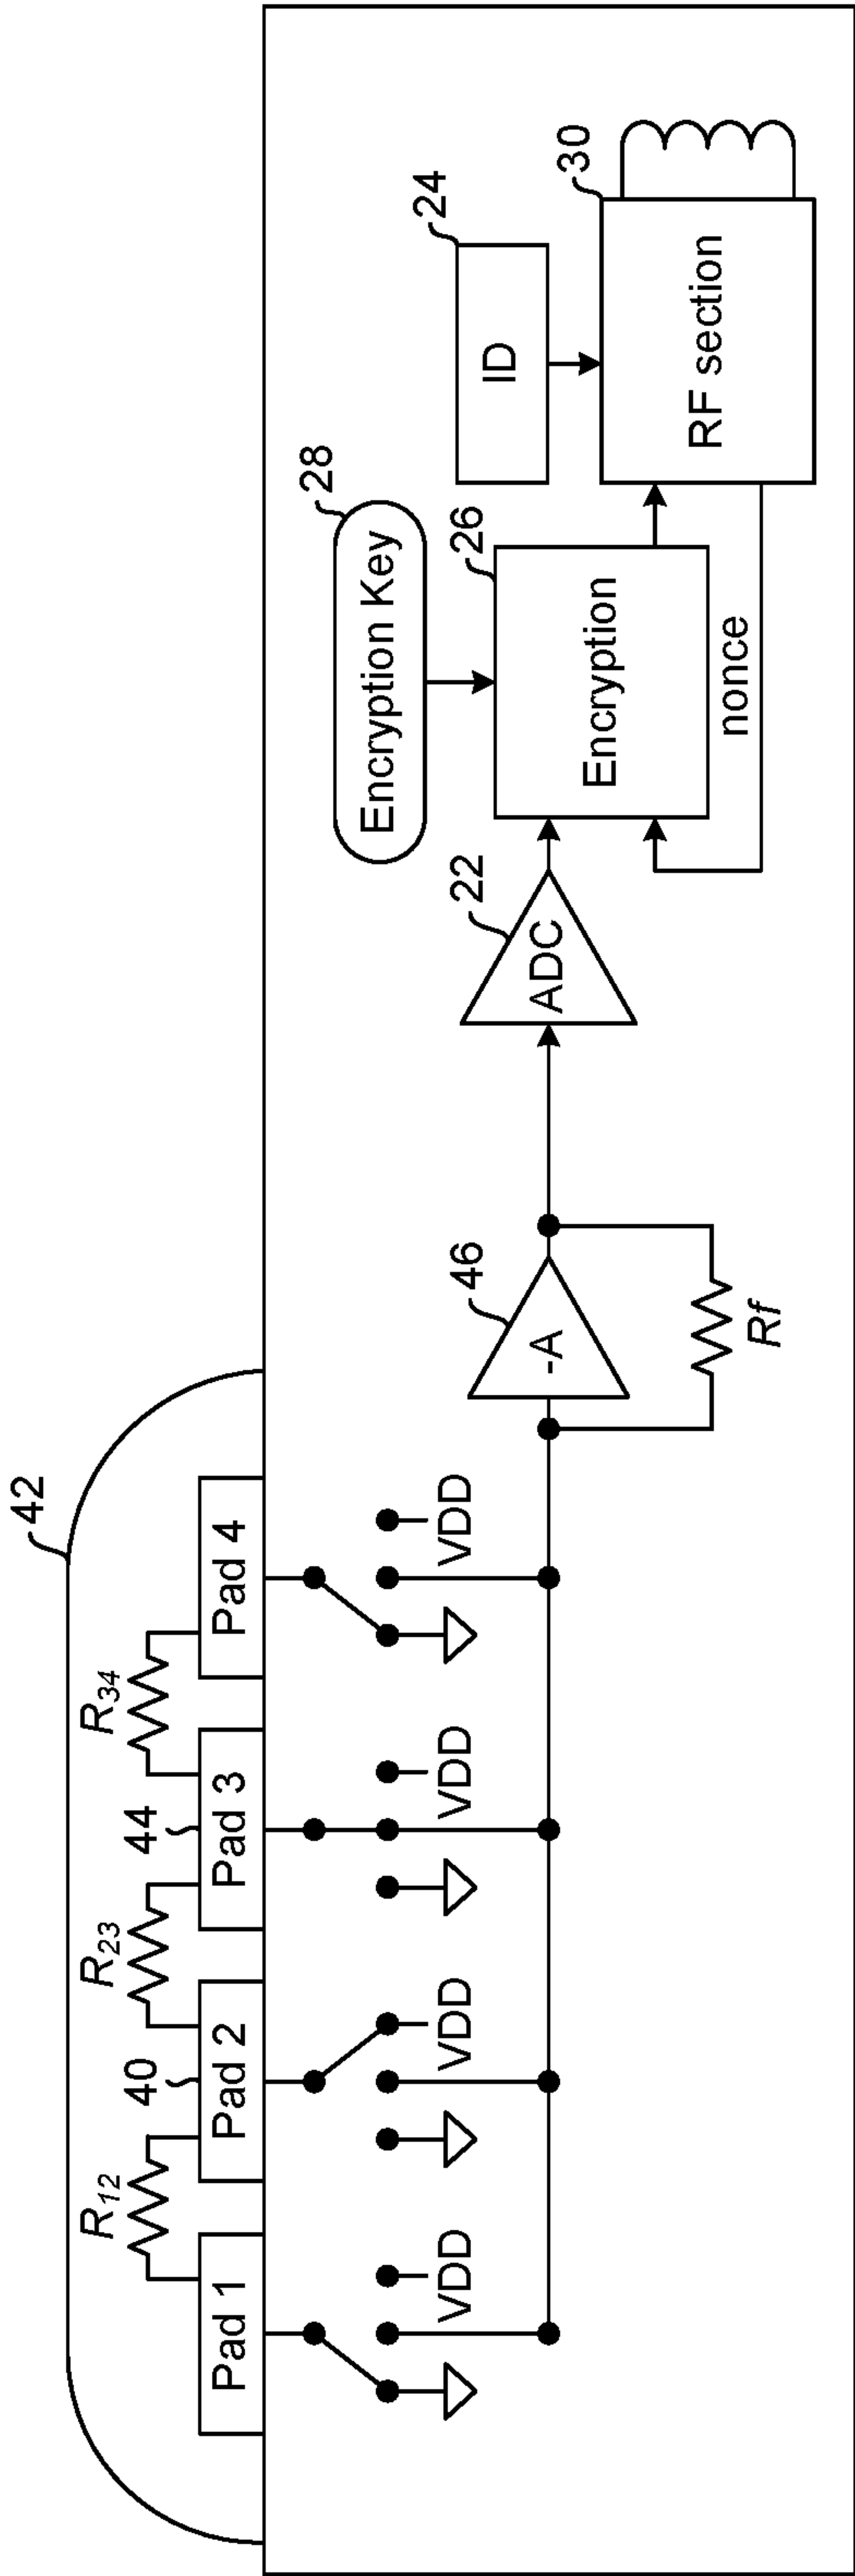 42
R12
R23
R34
40
44
Pad 1
Pad 2
Pad 3
Pad 4
VDD
VDD
VDD
VDD
46
-A
Rf
22
ADC
Encryption Key
28
Encryption
26
nonce
ID
24
RF section
30